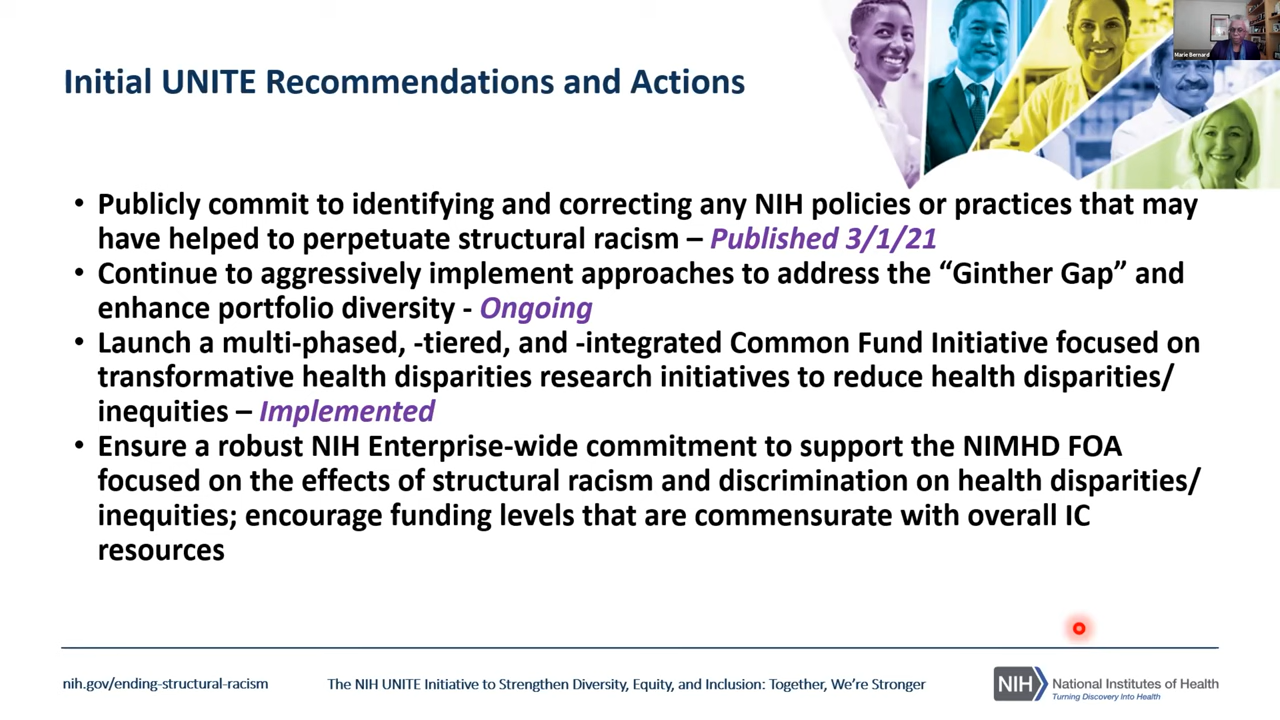 Marie Bernard
Initial UNITE Recommendations and Actions
• Publicly commit to identifying and correcting any NIH policies or practices that may
have helped to perpetuate structural racism – Published 3/1/21
• Continue to aggressively implement approaches to address the “Ginther Gap” and
enhance portfolio diversity - Ongoing
• Launch a multi-phased, -tiered, and -integrated Common Fund Initiative focused on
transformative health disparities research initiatives to reduce health disparities/
inequities – Implemented
• Ensure a robust NIH Enterprise-wide commitment to support the NIMHD FOA
focused on the effects of structural racism and discrimination on health disparities/
inequities; encourage funding levels that are commensurate with overall IC
resources
nih.gov/ending-structural-racism
The NIH UNITE Initiative to Strengthen Diversity, Equity, and Inclusion: Together, We’re Stronger
NIH National Institutes of Health
Turning Discovery Into Health